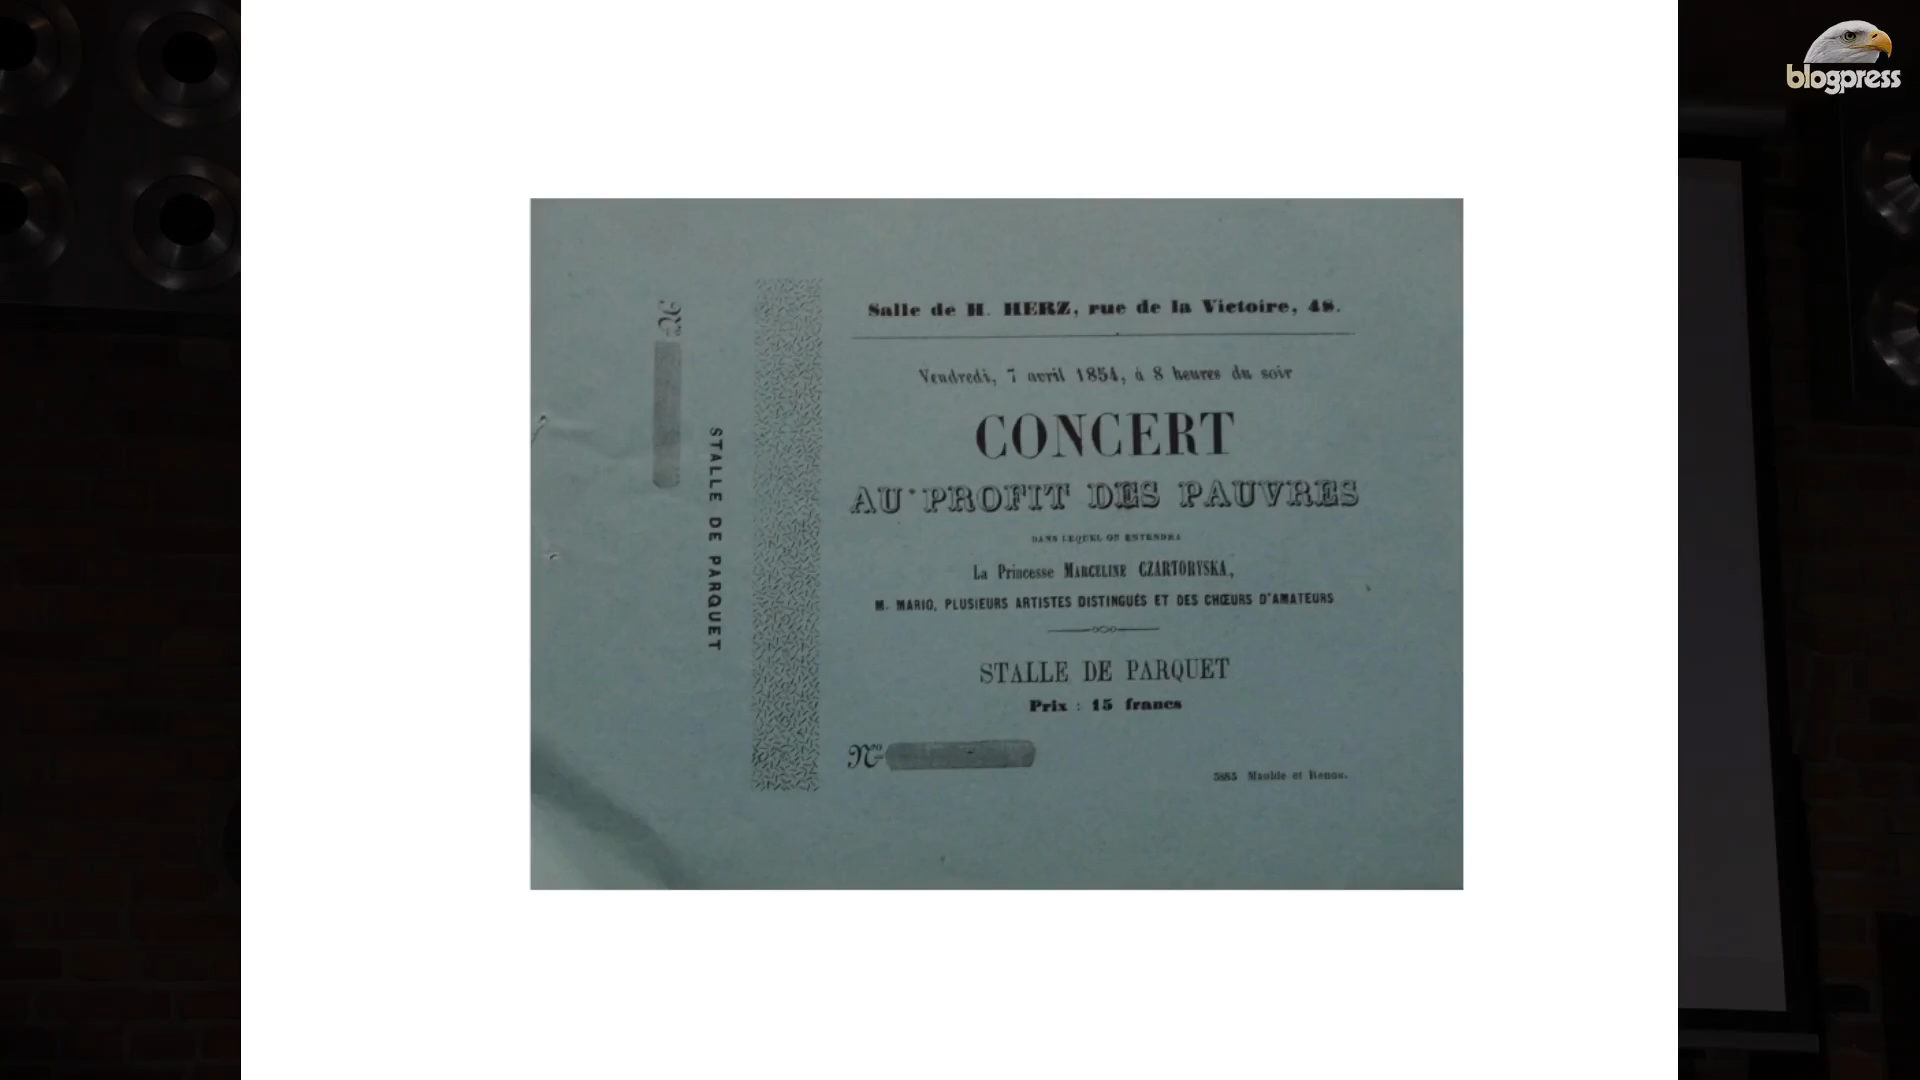 blogpress
Nº
STALLE DE PARQUET
Salle de H. HERZ, rue de la Victoire, 48.
Vendredi, 7 avril 1854, à 8 heures du soir
CONCERT
AU PROFIT DES PAUVRES
DANS LEQUEL ON ENTENDRA
La Princesse MARCELINE CZARTORYSKA,
M. MARIO, PLUSIEURS ARTISTES DISTINGUÉS ET DES CHŒURS D'AMATEURS
STALLE DE PARQUET
Prix : 15 francs
Nº
Maulde et Renou.